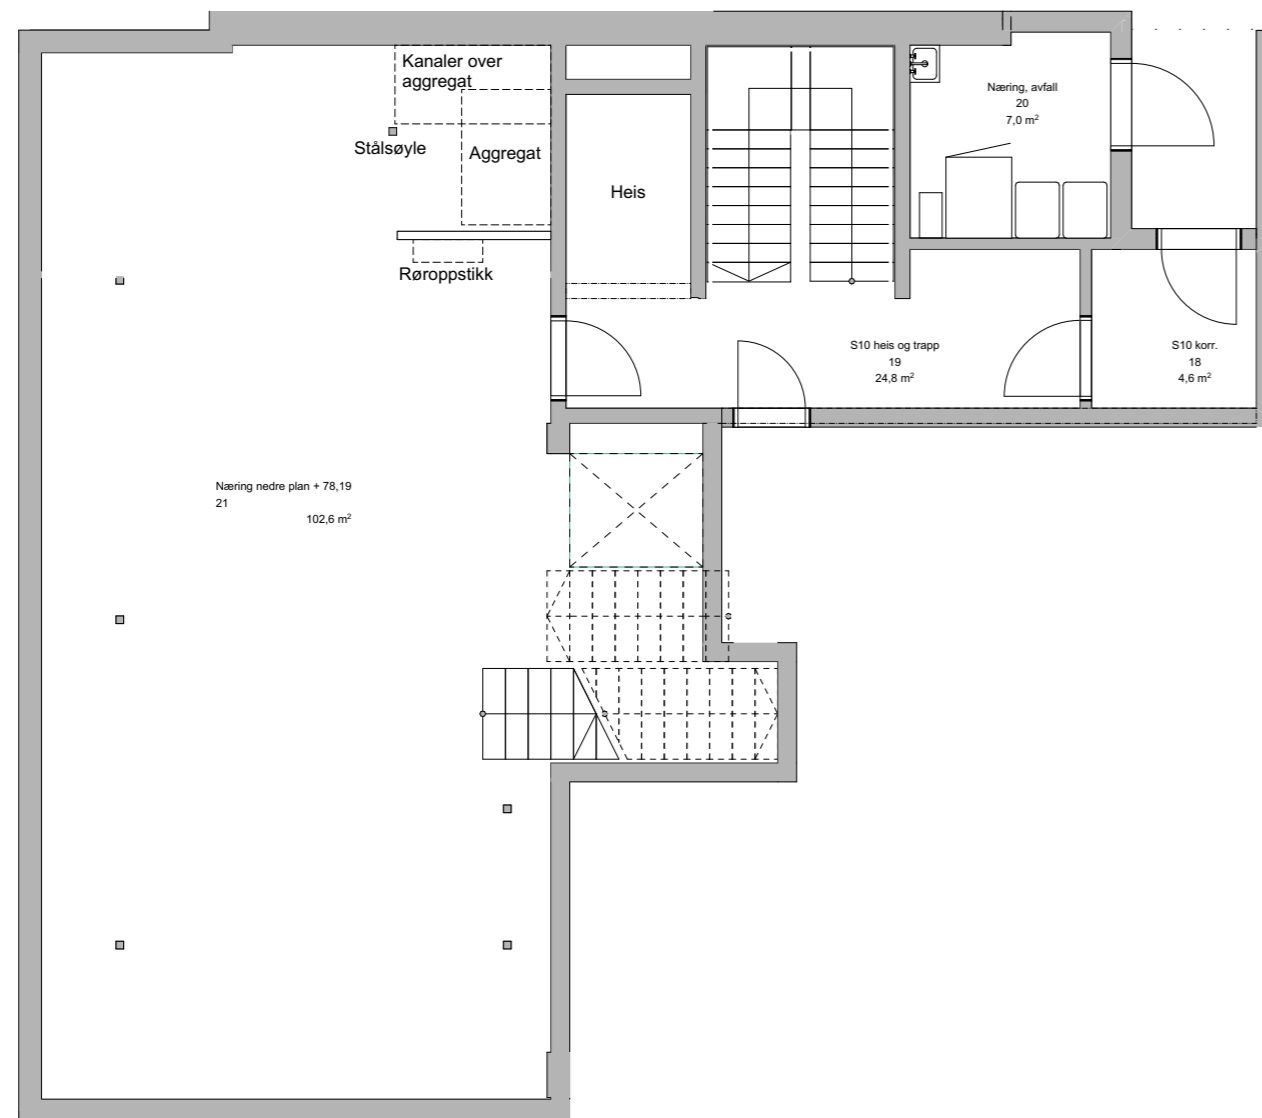 Kanaler over
aggregat
Stålsøyle
Aggregat
Røroppstikk
Heis
Næring, avfall
20
7,0 m²
S10 heis og trapp
19
24,8 m²
S10 korr.
18
4,6 m²
Næring nedre plan + 78,19
21
102,6 m²